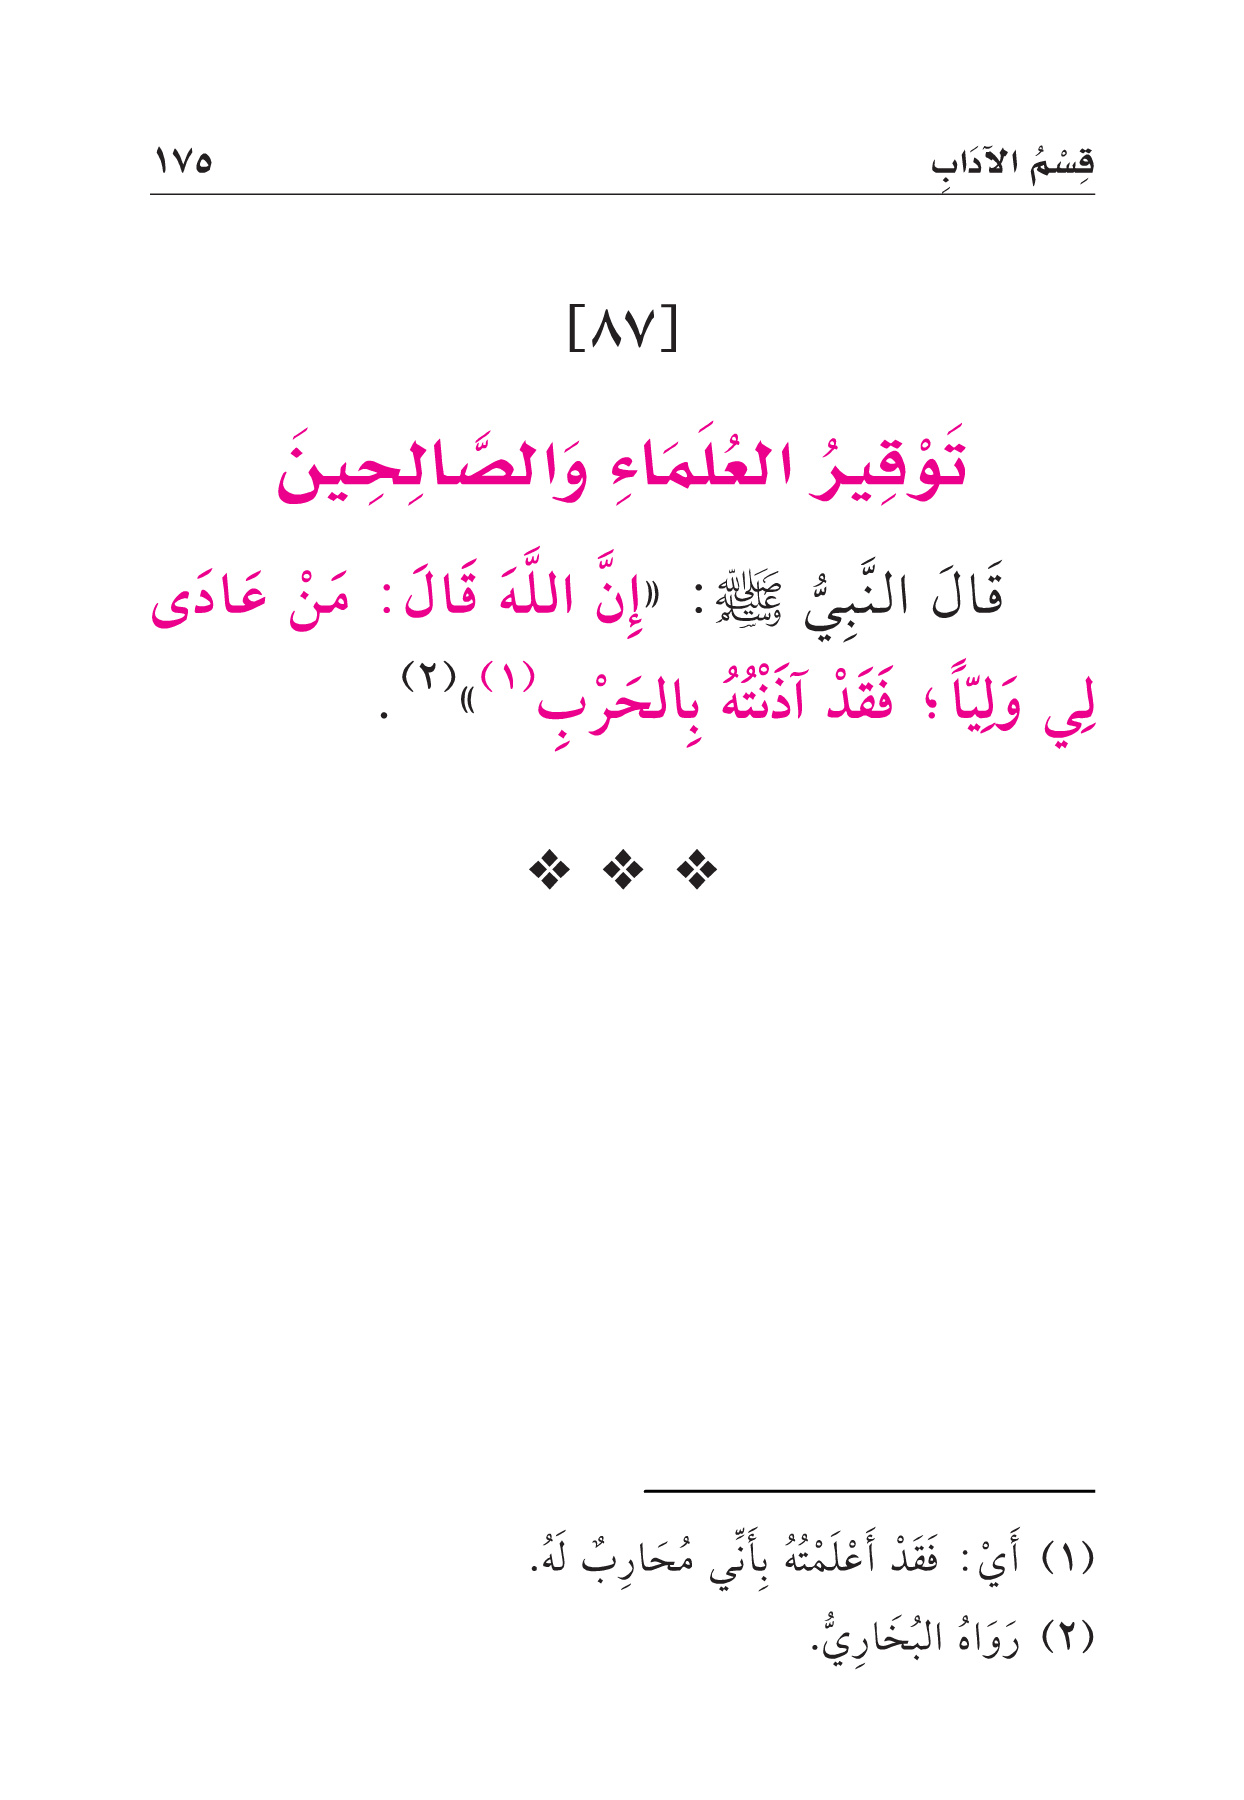 قِسْمُ الآدَابِ ١٧٥
[٨٧]
تَوْقِيرُ العُلَمَاءِ وَالصَّالِحِينَ
قَالَ النَّبِيُّ ﷺ: «إِنَّ اللَّهَ قَالَ: مَنْ عَادَى
لِي وَلِيّاً؛ فَقَدْ آذَنْتُهُ بِالحَرْبِ(١)»(٢).
(١) أَيْ: فَقَدْ أَعْلَمْتُهُ بِأَنِّي مُحَارِبٌ لَهُ.
(٢) رَوَاهُ البُخَارِيُّ.